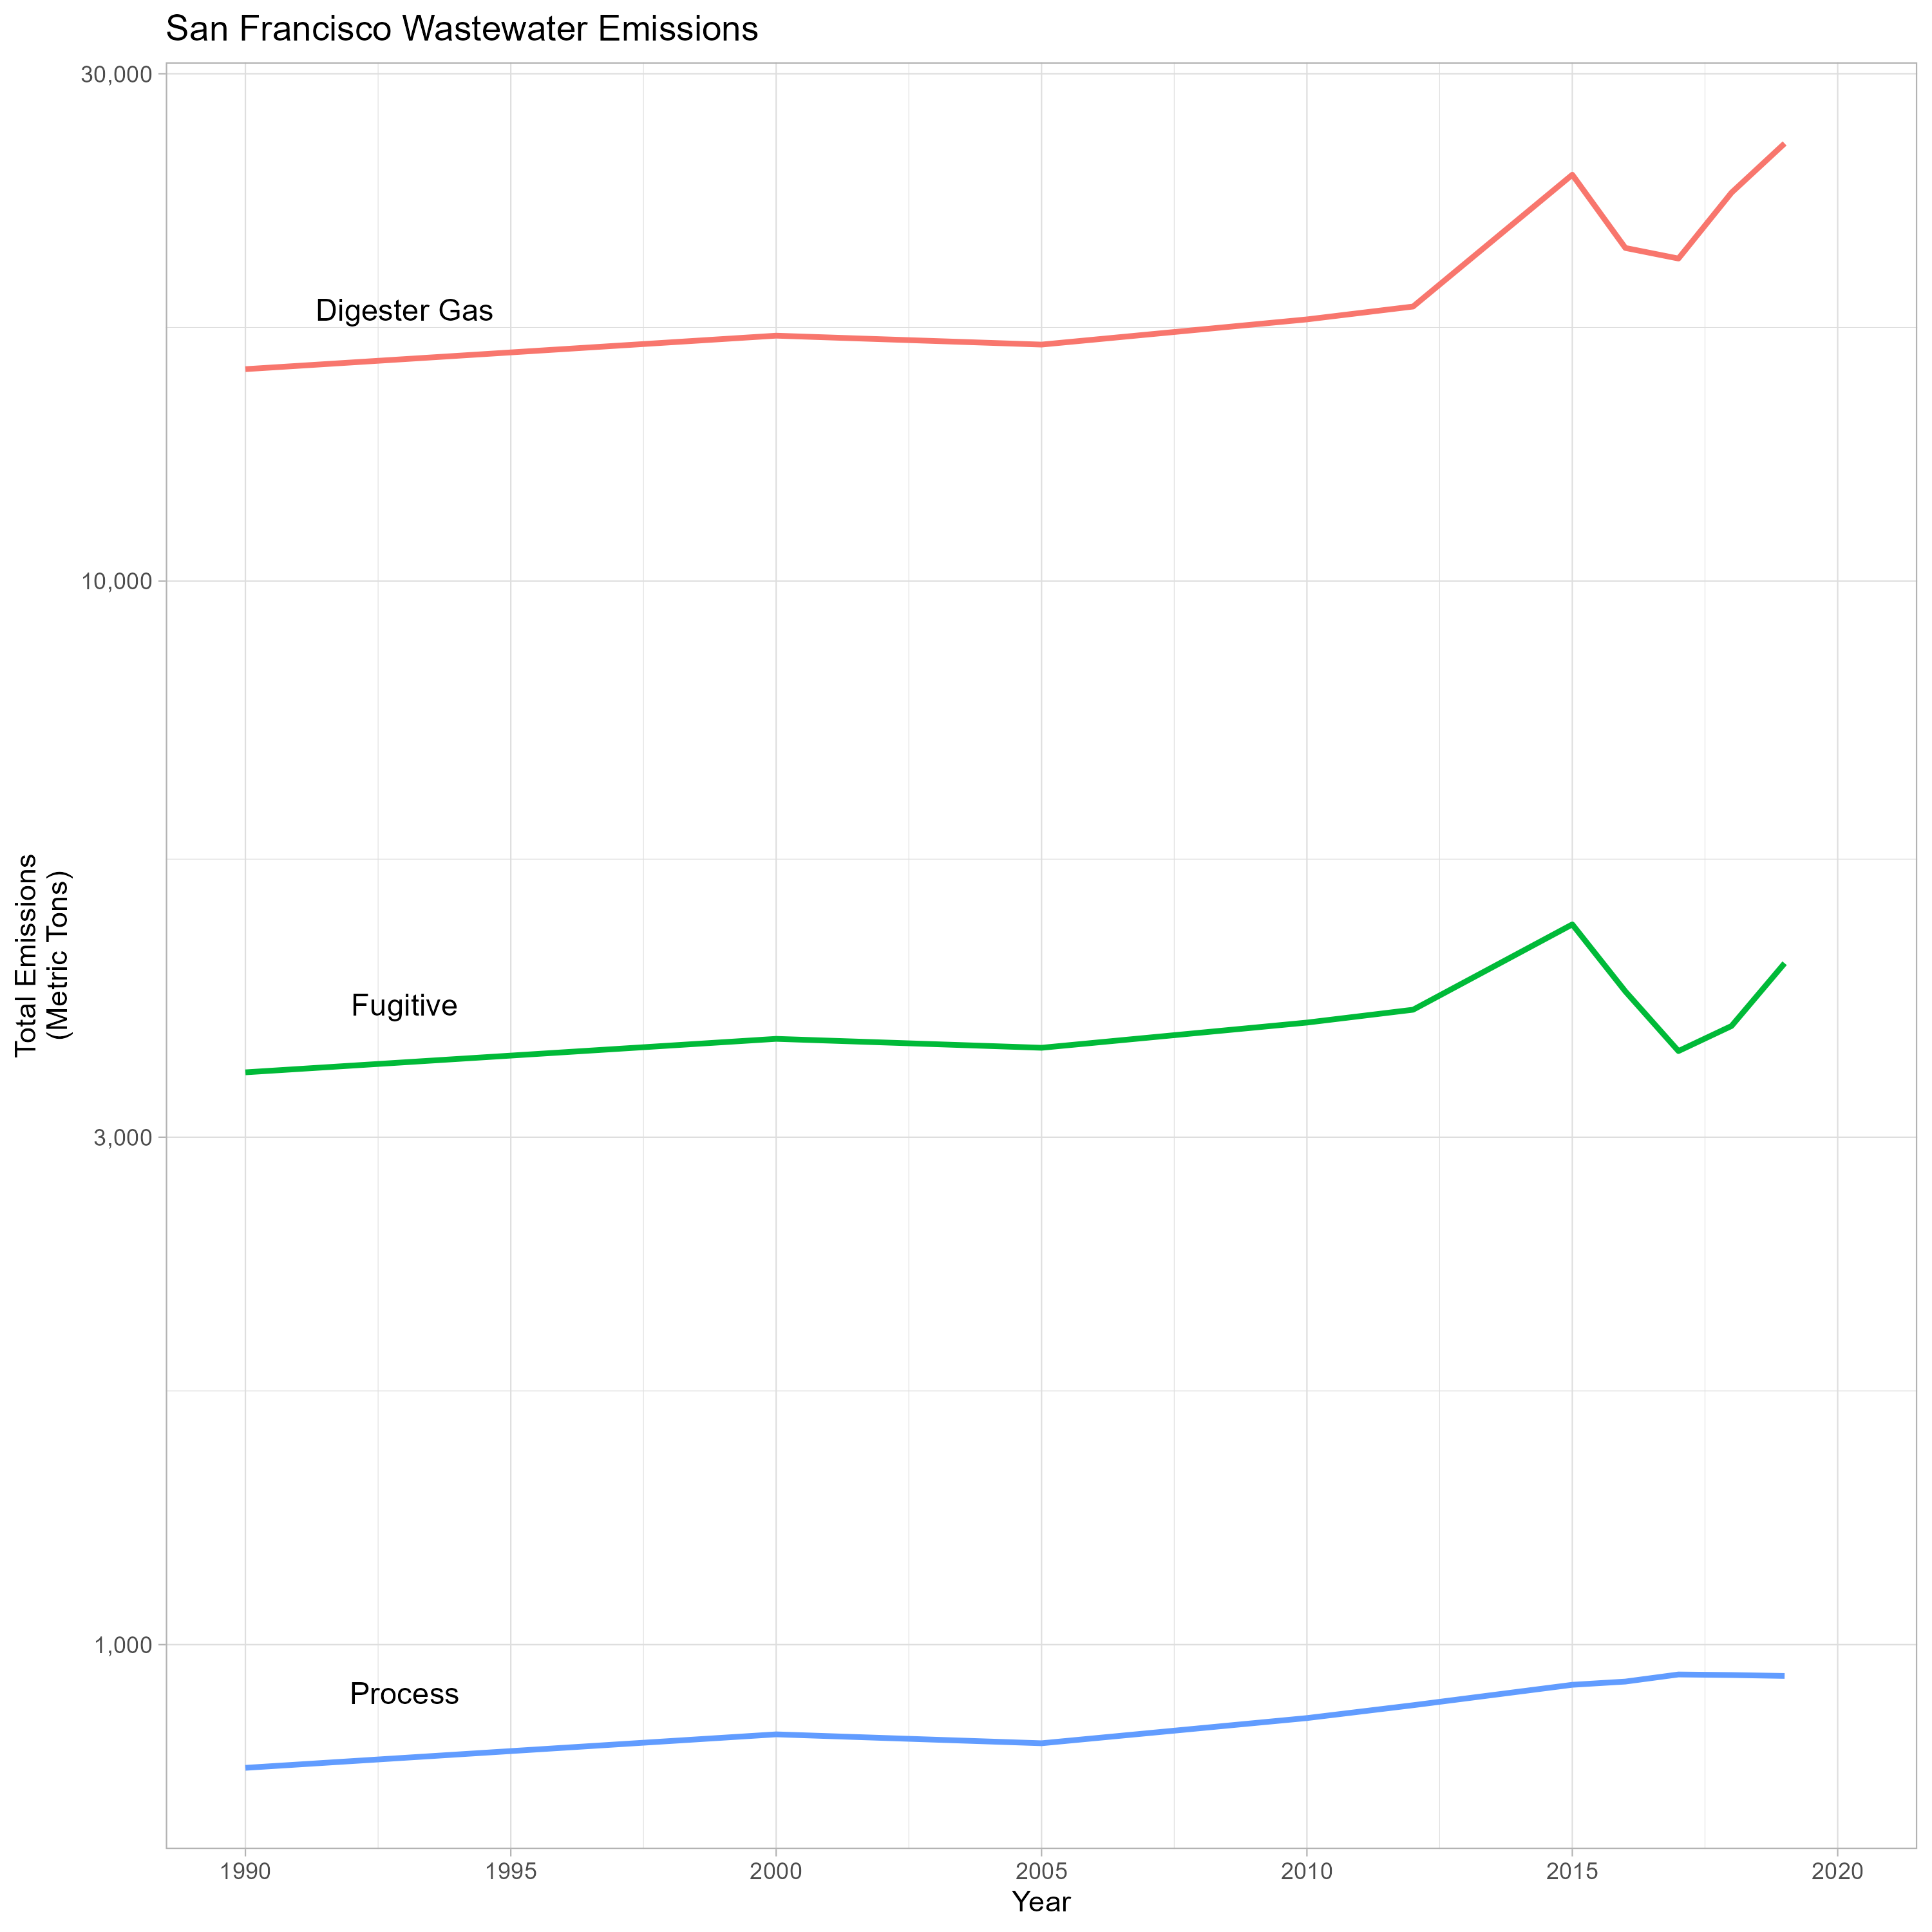 San Francisco Wastewater Emissions
30,000
Digester Gas
10,000
Total Emissions
(Metric Tons)
Fugitive
3,000
1,000
Process
1990 1995 2000 2005 2010 2015 2020
Year